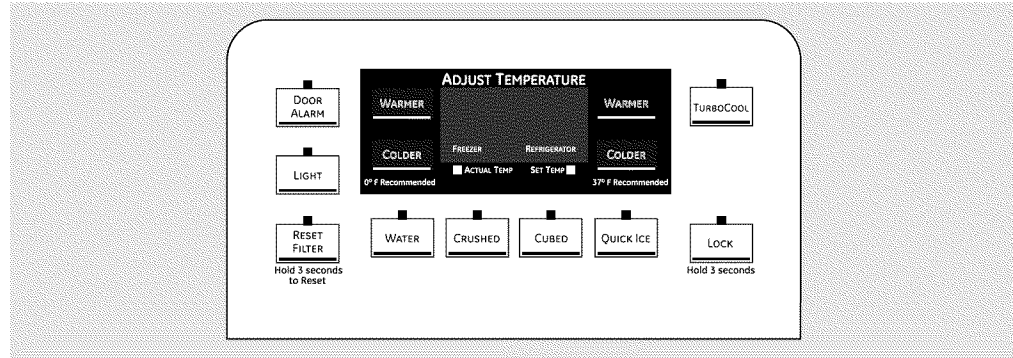 ADJUST TEMPERATURE
DOOR
ALARM
WARMER
WARMER
TURBOCOOL
FREEZER
REFRIGERATOR
COLDER
COLDER
ACTUAL TEMP
SET TEMP
LIGHT
0° F Recommended
37° F Recommended
RESET
FILTER
WATER
CRUSHED
CUBED
QUICK ICE
LOCK
Hold 3 seconds
to Reset
Hold 3 seconds